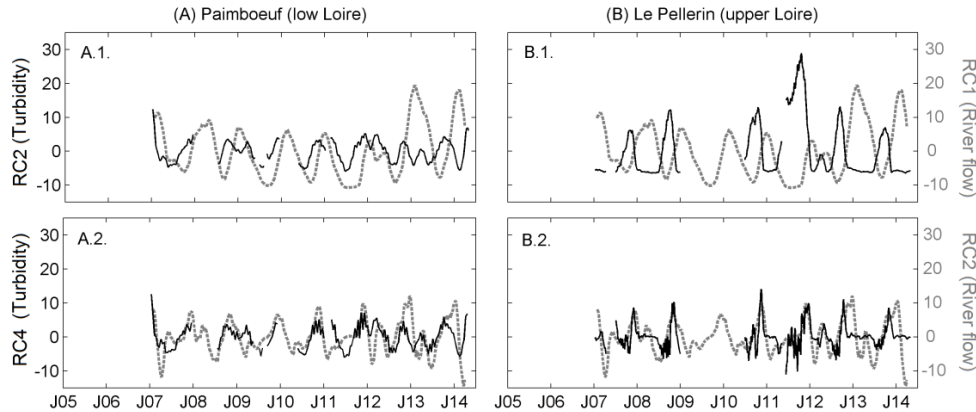 (A) Paimboeuf (low Loire)
(B) Le Pellerin (upper Loire)
A.1.
B.1.
30
20
10
0
-10
RC2 (Turbidity)
30
20
10
0
-10
RC1 (River flow)
A.2.
B.2.
30
20
10
0
-10
RC4 (Turbidity)
30
20
10
0
-10
RC2 (River flow)
J05 J06 J07 J08 J09 J10 J11 J12 J13 J14
J05 J06 J07 J08 J09 J10 J11 J12 J13 J14